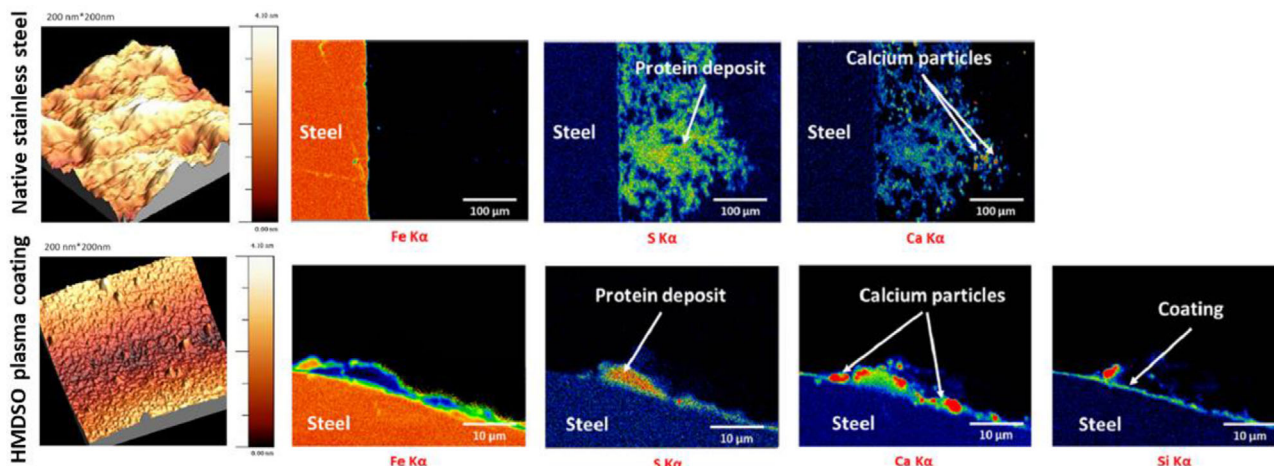 Native stainless steel
200 nm*200nm
4.10 nm
0.00 nm
Steel
100 µm
Fe Kα
Protein deposit
Steel
100 µm
S Kα
Calcium particles
Steel
100 µm
Ca Kα
HMDSO plasma coating
200 nm*200nm
4.10 nm
0.00 nm
Steel
10 µm
Fe Kα
Protein deposit
Steel
10 µm
S Kα
Calcium particles
Steel
10 µm
Ca Kα
Coating
Steel
10 µm
Si Kα